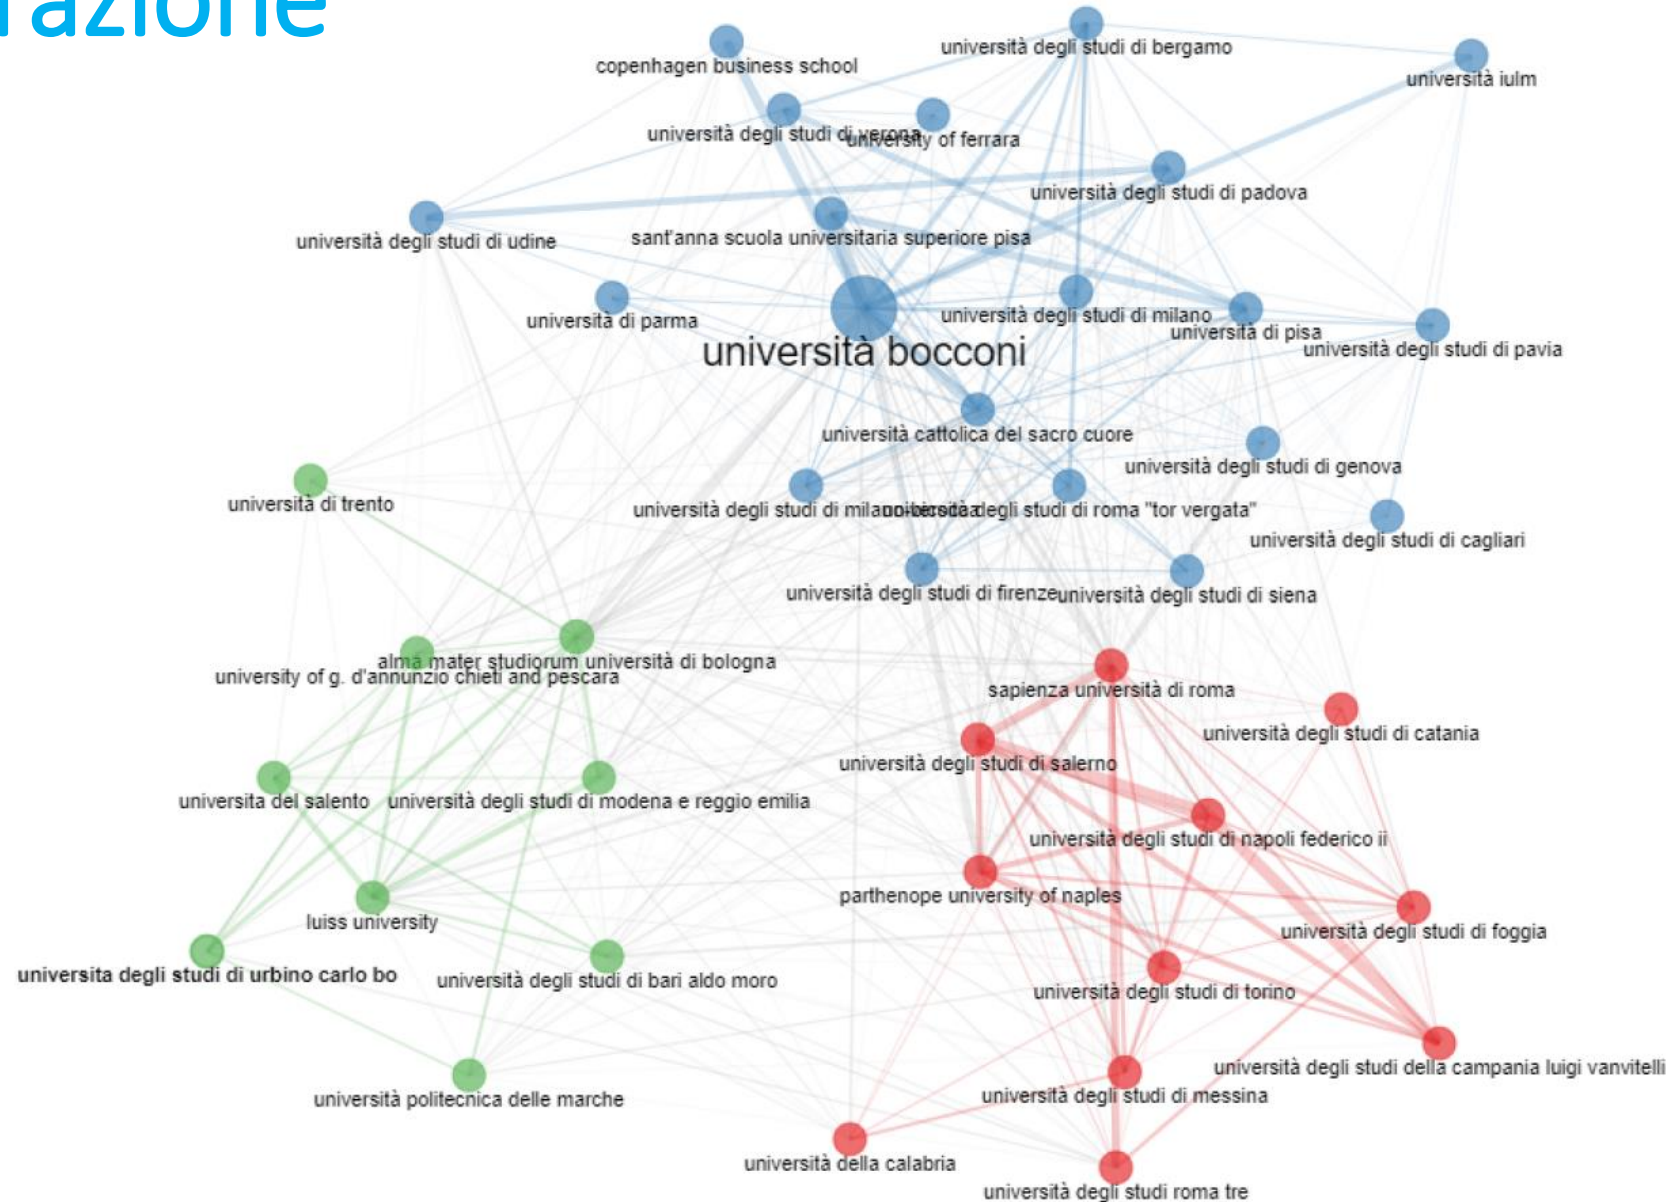 razione
università degli studi di bergamo
copenhagen business school
università iulm
università degli studi di verona
university of ferrara
università degli studi di padova
università degli studi di udine
sant'anna scuola universitaria superiore pisa
università di parma
università degli studi di milano
università di pisa
università degli studi di pavia
università bocconi
università cattolica del sacro cuore
università degli studi di genova
università di trento
università degli studi di milano-bicocca
università degli studi di roma "tor vergata"
università degli studi di cagliari
università degli studi di firenze
università degli studi di siena
alma mater studiorum università di bologna
university of g. d'annunzio chieti and pescara
sapienza università di roma
università degli studi di catania
università degli studi di salerno
universita del salento
università degli studi di modena e reggio emilia
università degli studi di napoli federico ii
parthenope university of naples
luiss university
università degli studi di foggia
universita degli studi di urbino carlo bo
università degli studi di bari aldo moro
università degli studi di torino
università degli studi della campania luigi vanvitelli
università politecnica delle marche
università degli studi di messina
università della calabria
università degli studi roma tre